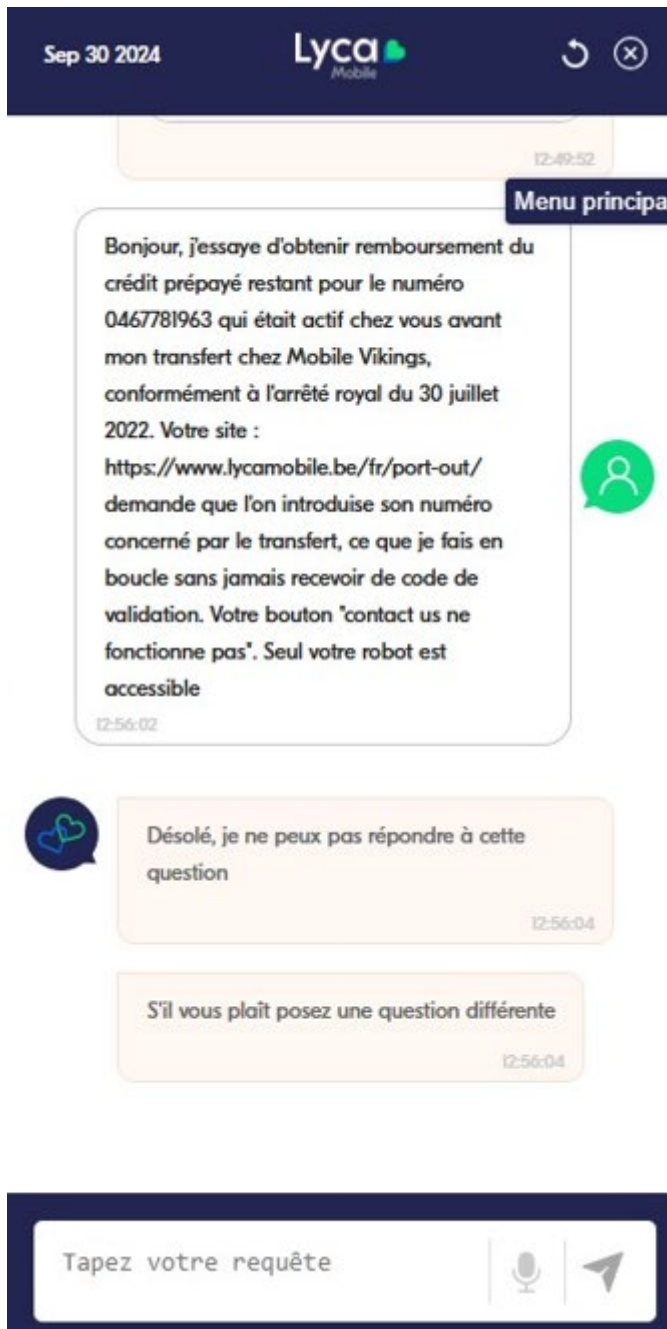 Sep 30 2024
Lyca
Mobile
12:49:52
Menu principa
Bonjour, j'essaye d'obtenir remboursement du
crédit prépayé restant pour le numéro
0467781963 qui était actif chez vous avant
mon transfert chez Mobile Vikings,
conformément à l'arrêté royal du 30 juillet
2022. Votre site :
https://www.lycamobile.be/fr/port-out/
demande que l'on introduise son numéro
concerné par le transfert, ce que je fais en
boucle sans jamais recevoir de code de
validation. Votre bouton "contact us ne
fonctionne pas". Seul votre robot est
accessible
12:56:02
Désolé, je ne peux pas répondre à cette
question
12:56:04
S'il vous plaît posez une question différente
12:56:04
Tapez votre requête